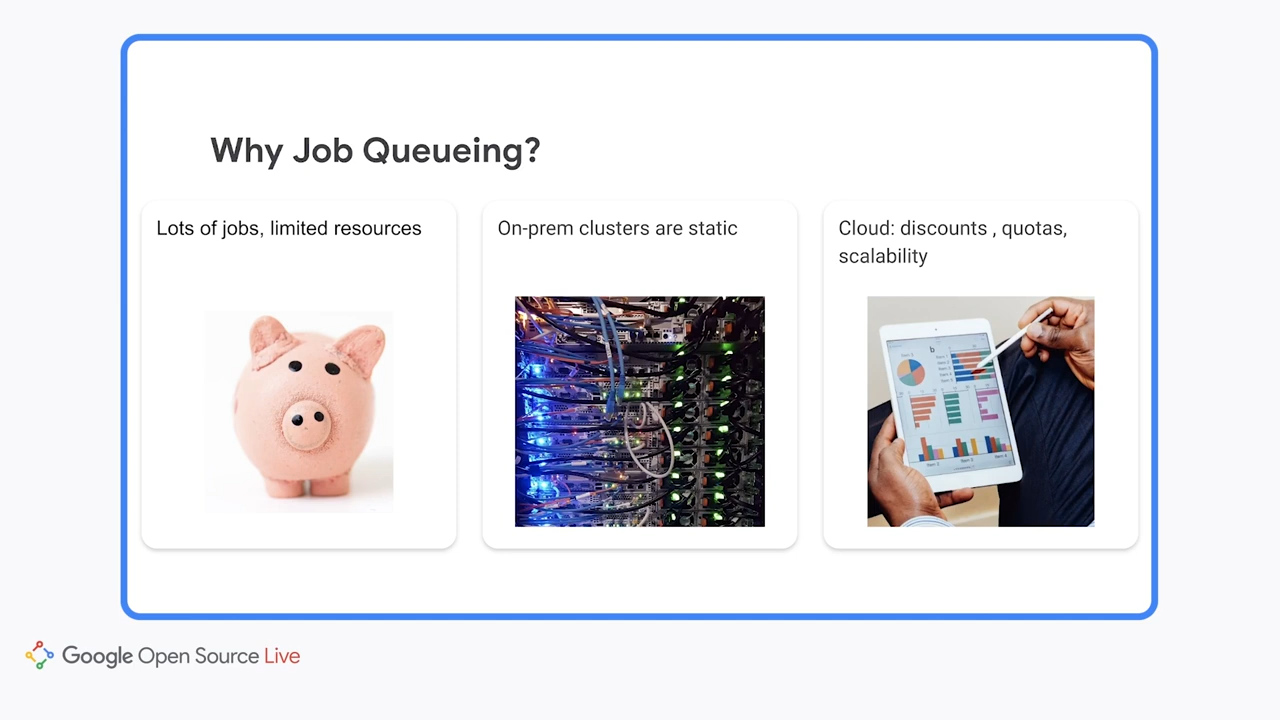 Why Job Queueing?
Lots of jobs, limited resources
On-prem clusters are static
Cloud: discounts , quotas,
scalability
Google Open Source Live